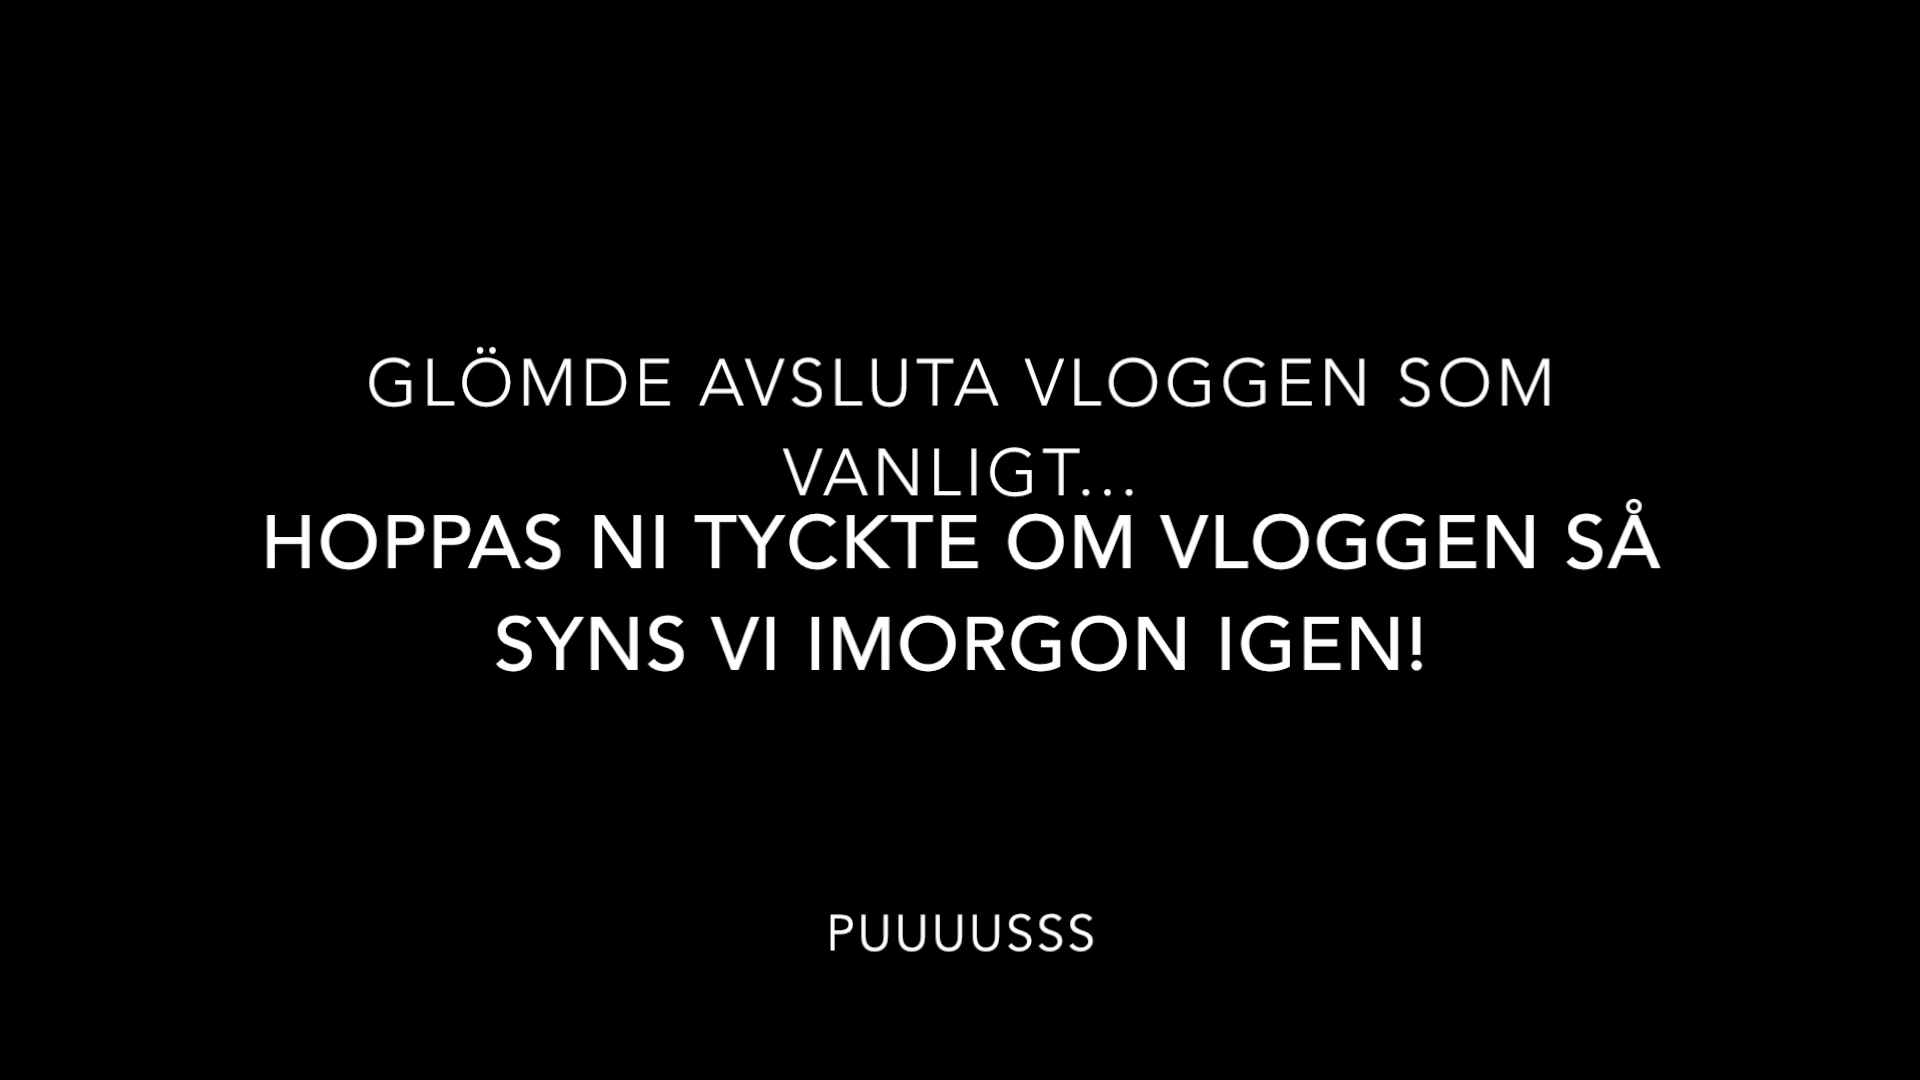 GLÖMDE AVSLUTA VLOGGEN SOM
VANLIGT...
HOPPAS NI TYCKTE OM VLOGGEN SÅ
SYNS VI IMORGON IGEN!
PUUUUSSS